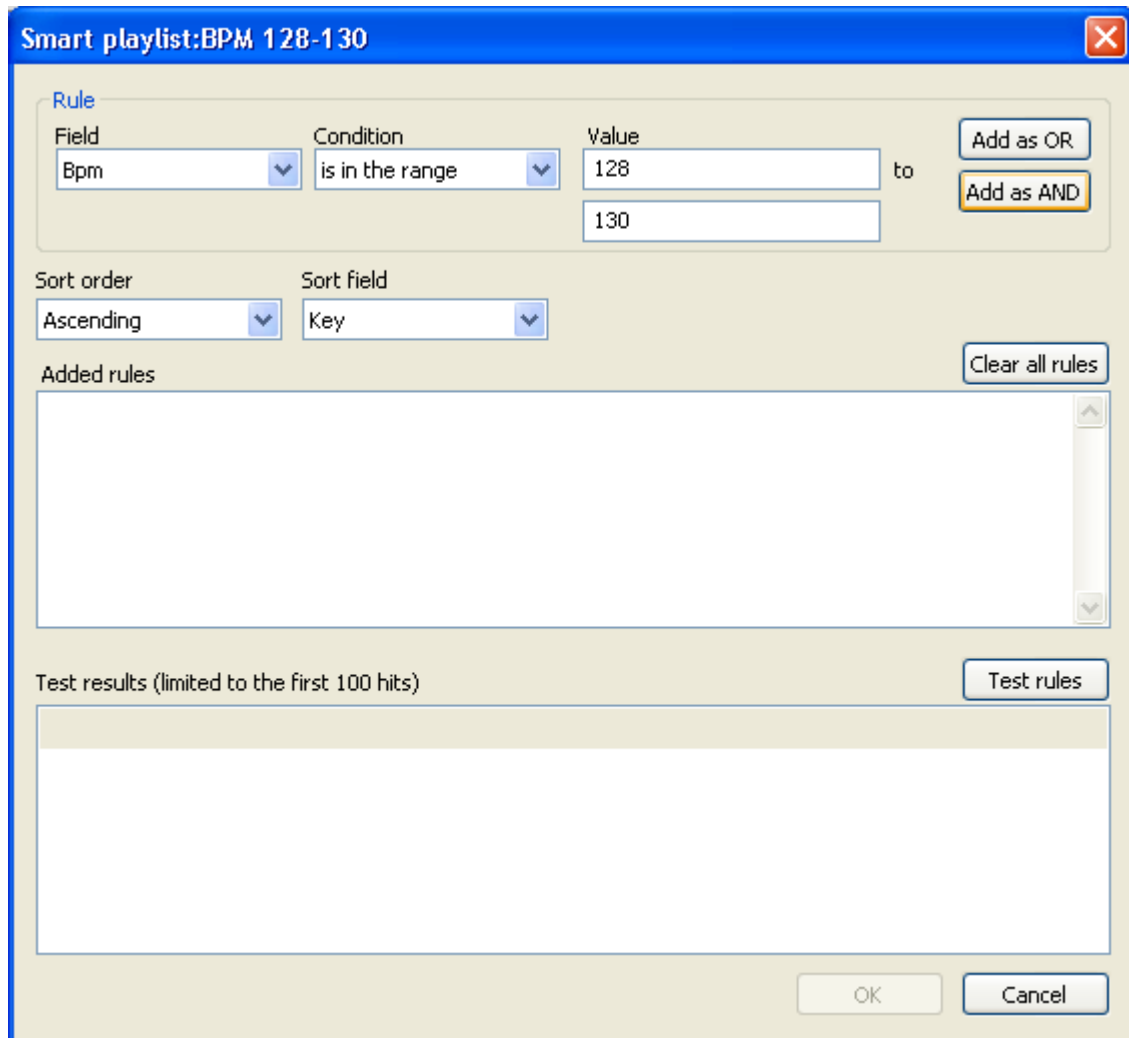 Smart playlist:BPM 128-130
Rule
Field Condition Value
Add as OR
Bpm is in the range 128 to
Add as AND
130
Sort order Sort field
Ascending Key
Clear all rules
Added rules
Test results (limited to the first 100 hits) Test rules
OK Cancel